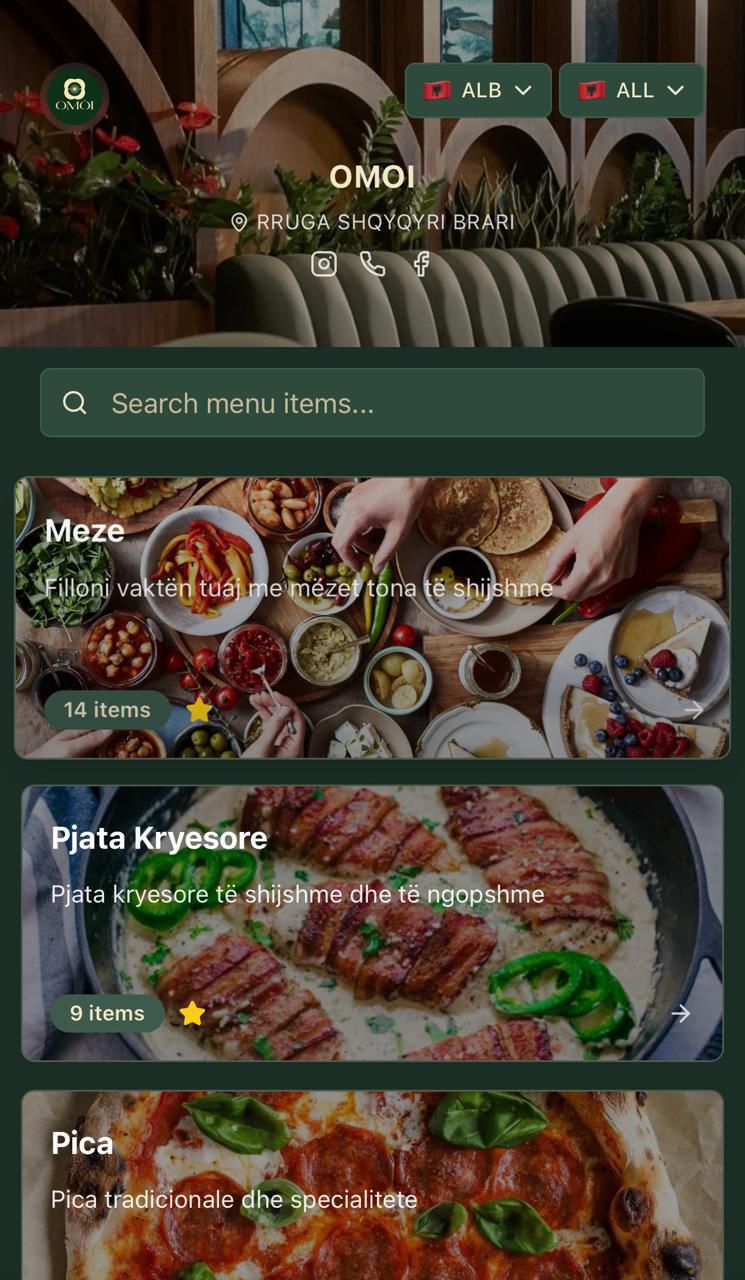 OMOI
ALB
ALL
OMOI
RRUGA SHQYQYRI BRARI
Search menu items...
Meze
Filloni vaktën tuaj me mëzet tona të shijshme
14 items
Pjata Kryesore
Pjata kryesore të shijshme dhe të ngopshme
9 items
Pica
Pica tradicionale dhe specialitete